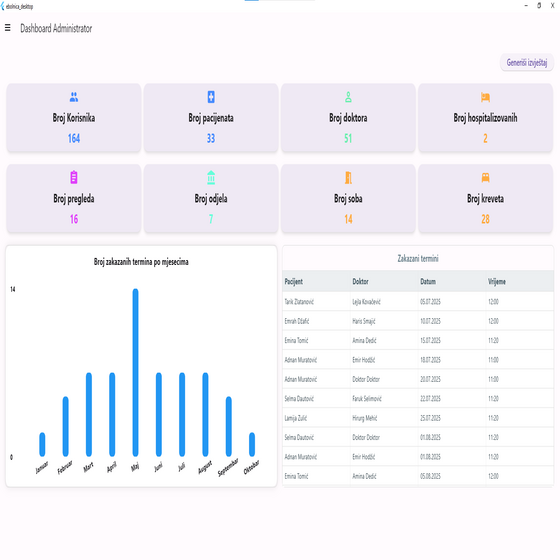 ebolnica_desktop
Dashboard Administrator
Generiši izvještaj
Broj Korisnika
164
Broj pacijenata
33
Broj doktora
51
Broj hospitalizovanih
2
Broj pregleda
16
Broj odjela
7
Broj soba
14
Broj kreveta
28
Broj zakazanih termina po mjesecima
14
0
Januar Februar Mart April Maj Juni Juli August Septembar Oktobar
Zakazani termini
Pacijent Doktor Datum Vrijeme
Tarik Zlatanović Lejla Kovačević 05.07.2025 12:00
Emrah Džafić Haris Smajić 10.07.2025 12:00
Emina Tomić Amina Dedić 15.07.2025 11:20
Adnan Muratović Emir Hodžić 18.07.2025 11:00
Adnan Muratović Doktor Doktor 20.07.2025 11:00
Selma Dautović Faruk Selimović 22.07.2025 11:20
Lamija Zulić Hirurg Mehić 25.07.2025 11:20
Selma Dautović Doktor Doktor 01.08.2025 11:20
Adnan Muratović Emir Hodžić 01.08.2025 11:20
Emina Tomić Amina Dedić 05.08.2025 12:00